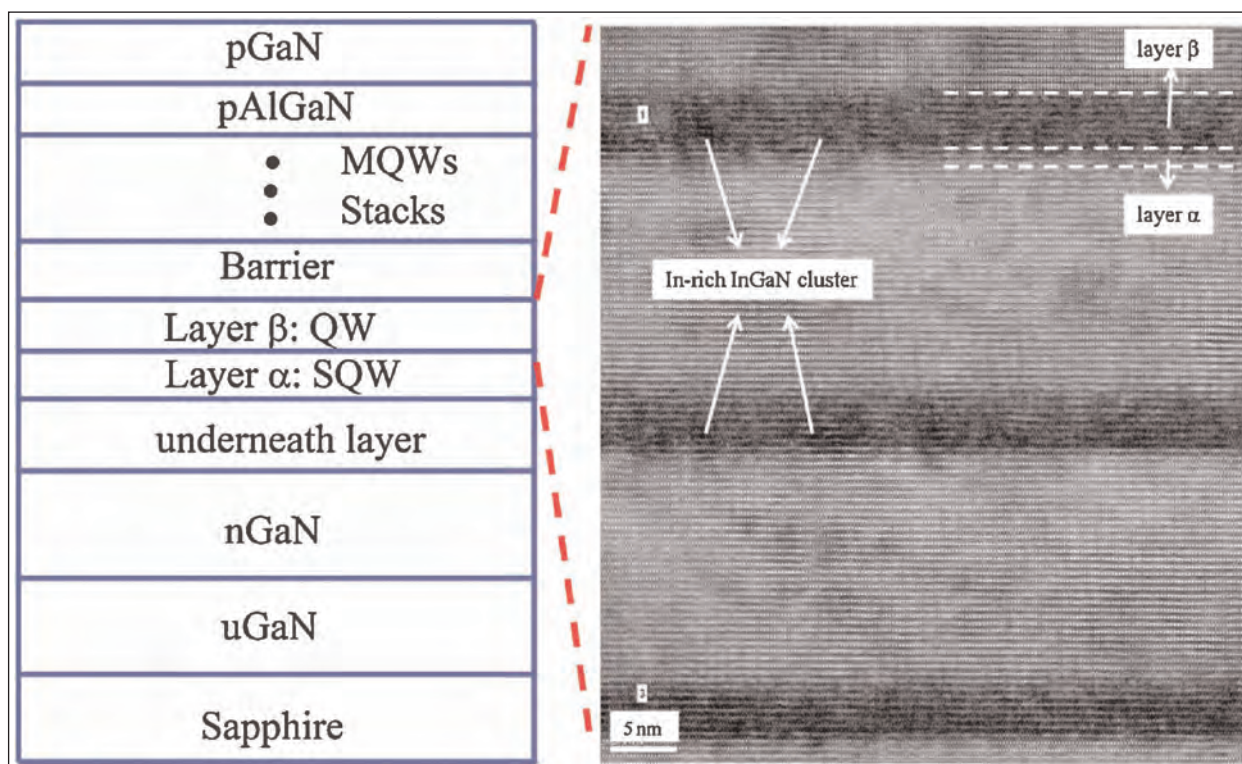 pGaN
pAlGaN
MQWs
Stacks
Barrier
Layer β: QW
Layer α: SQW
underneath layer
nGaN
uGaN
Sapphire
layer β
1
layer α
In-rich InGaN cluster
3
5 nm